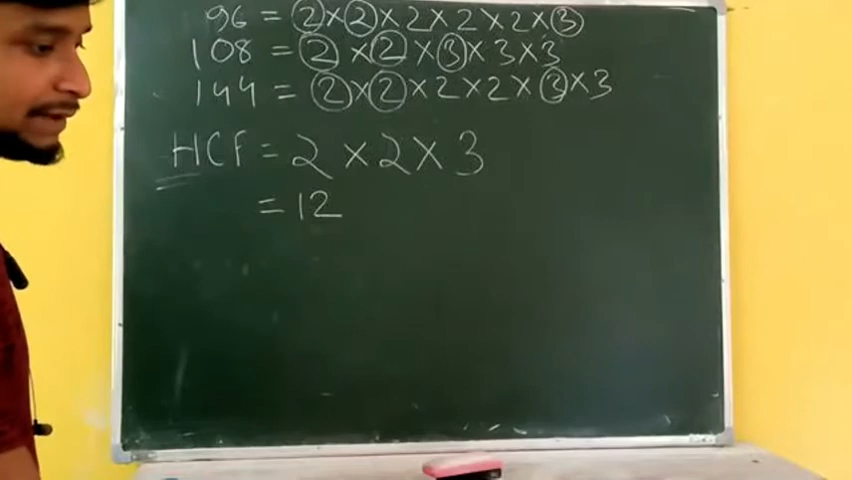 96 = 2×2×2×2×2×3
108 = 2×2×3×3×3
144 = 2×2×2×2×3×3
HCF = 2×2×3
= 12